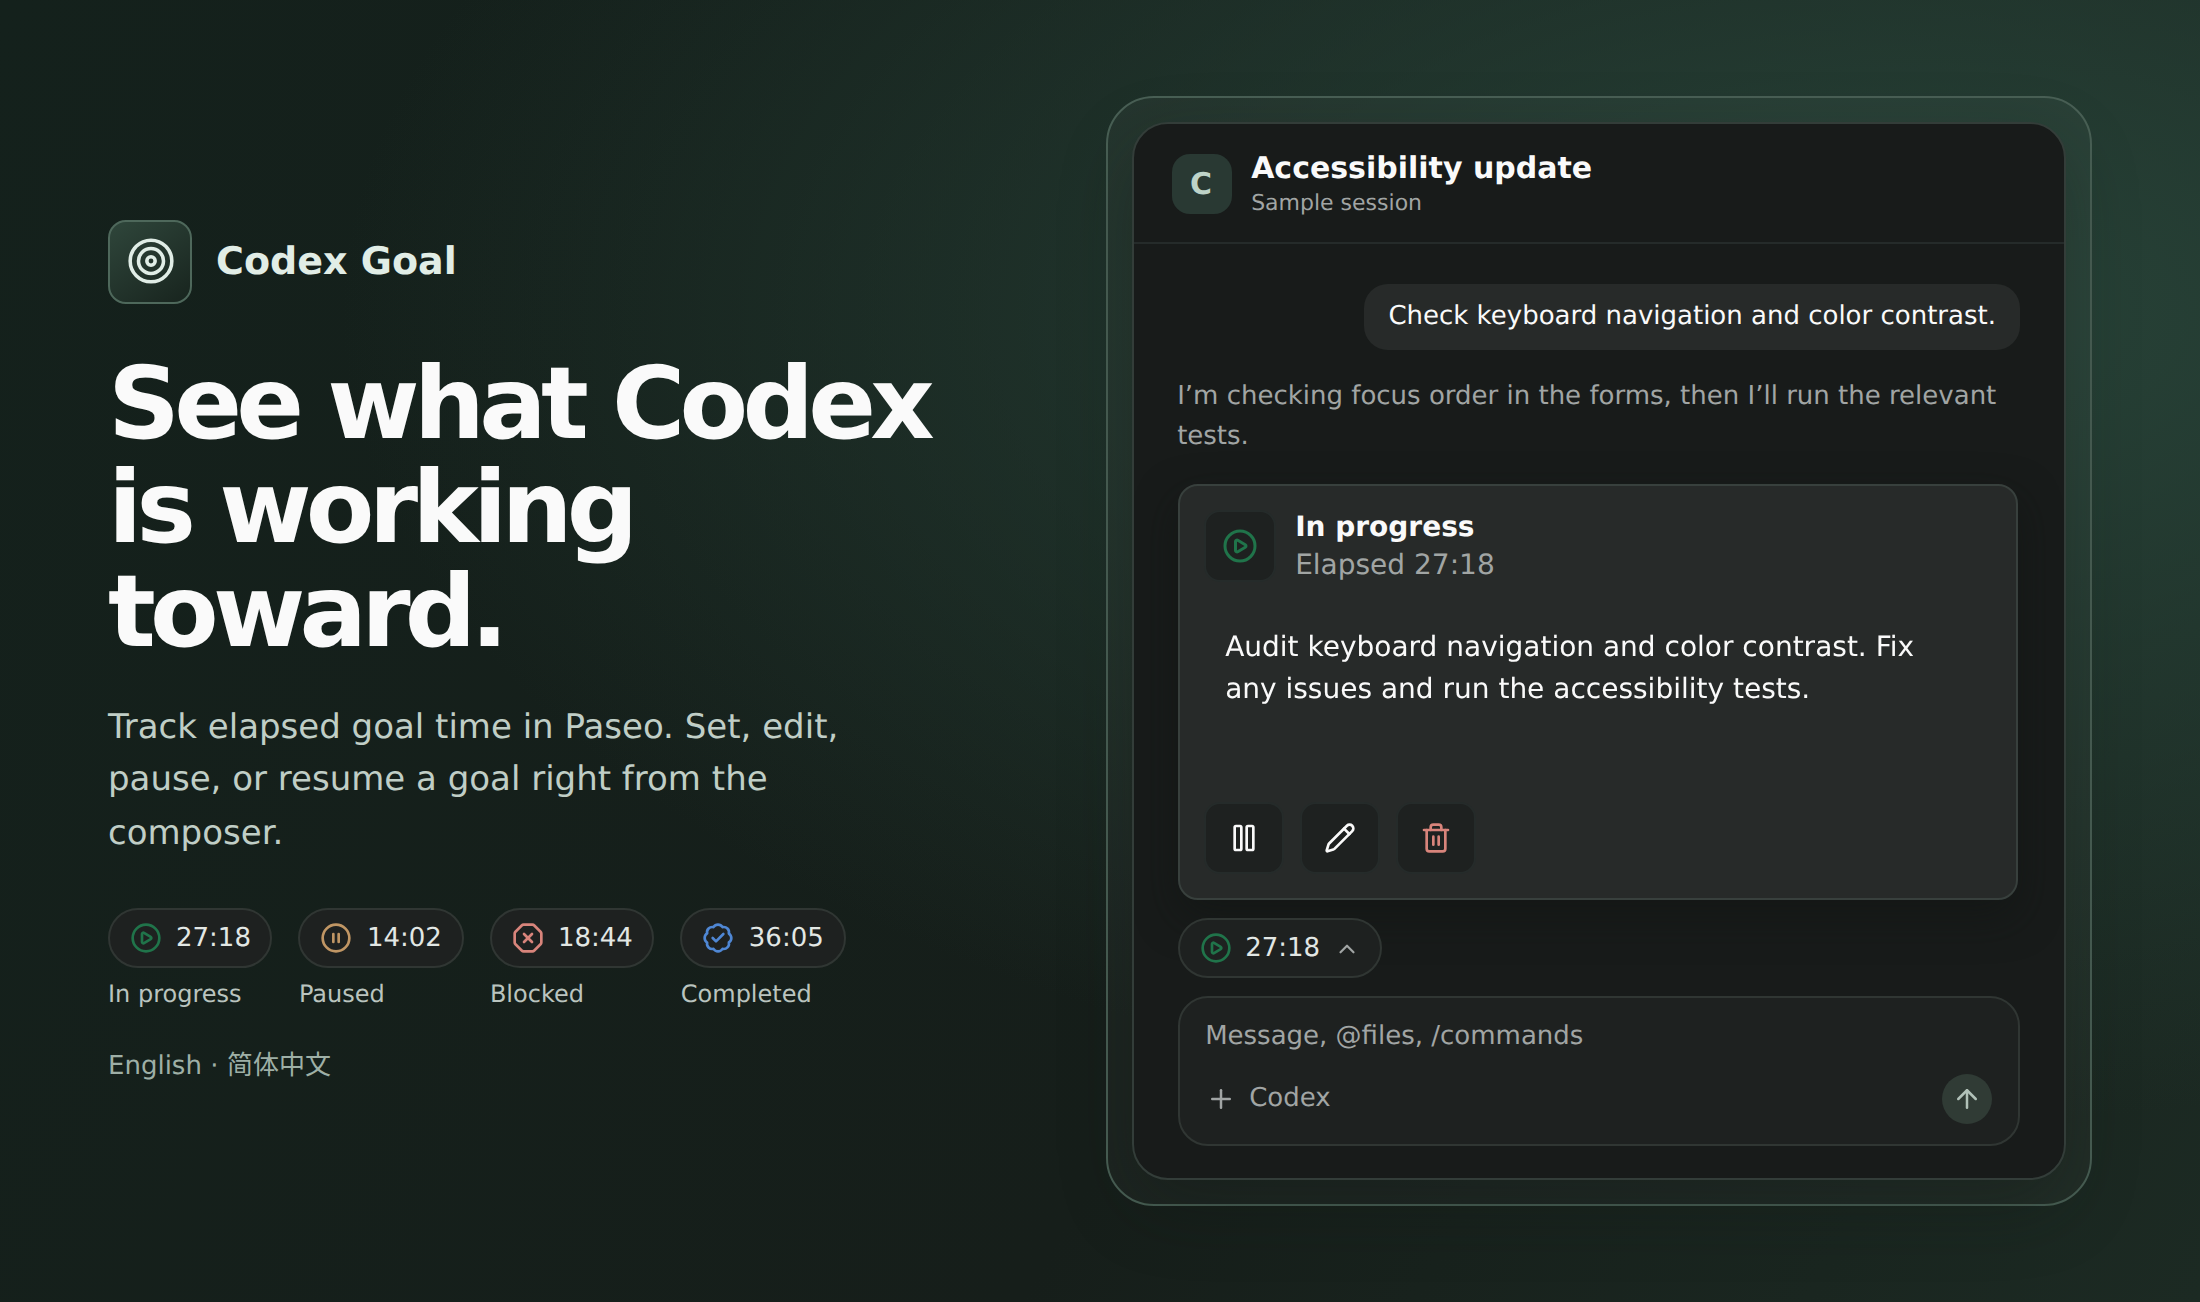 Codex Goal
See what Codex
is working
toward.
Track elapsed goal time in Paseo. Set, edit,
pause, or resume a goal right from the
composer.
27:18
In progress
14:02
Paused
18:44
Blocked
36:05
Completed
English · 简体中文
C
Accessibility update
Sample session
Check keyboard navigation and color contrast.
I’m checking focus order in the forms, then I’ll run the relevant
tests.
In progress
Elapsed 27:18
Audit keyboard navigation and color contrast. Fix
any issues and run the accessibility tests.
27:18
Message, @files, /commands
Codex